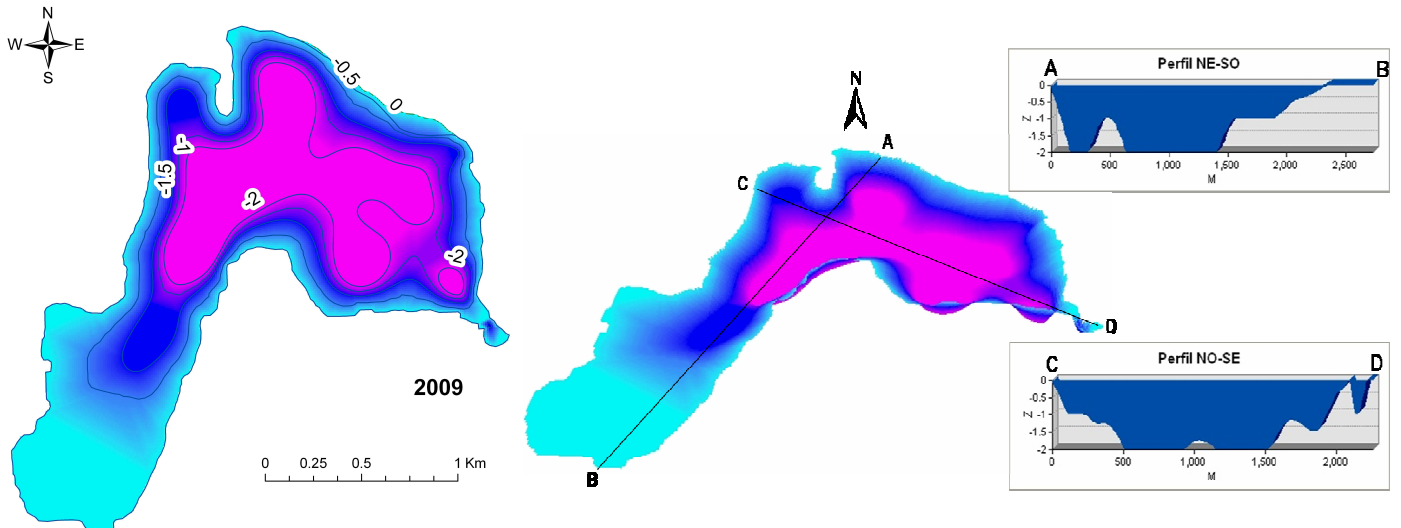 N
W E
S
-0.5
0
-1
-1.5
-2
-2
2009
0 0.25 0.5 1 Km
N
A
C
D
B
Perfil NE-SO
A B
0
-0.5
-1
-1.5
-2
Z
0 500 1,000 1,500 2,000 2,500
M
Perfil NO-SE
C D
0
-0.5
-1
-1.5
-2
Z
0 500 1,000 1,500 2,000
M